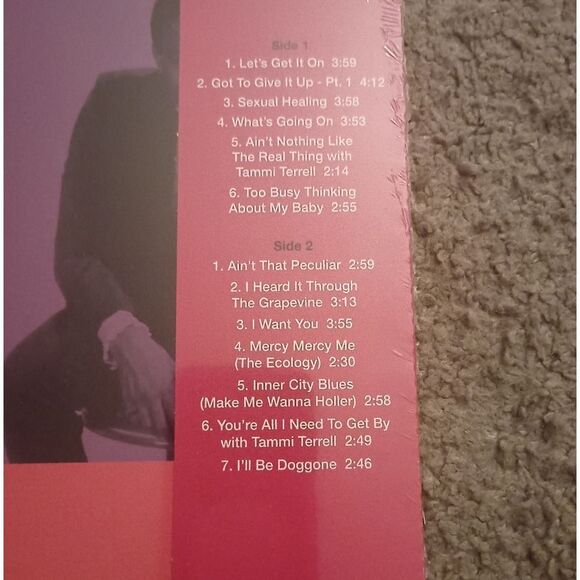 Side 1
1. Let's Get It On 3:59
2. Got To Give It Up - Pt. 1 4:12
3. Sexual Healing 3:58
4. What's Going On 3:53
5. Ain't Nothing Like
The Real Thing with
Tammi Terrell 2:14
6. Too Busy Thinking
About My Baby 2:55
Side 2
1. Ain't That Peculiar 2:59
2. I Heard It Through
The Grapevine 3:13
3. I Want You 3:55
4. Mercy Mercy Me
(The Ecology) 2:30
5. Inner City Blues
(Make Me Wanna Holler) 2:58
6. You're All I Need To Get By
with Tammi Terrell 2:49
7. I'll Be Doggone 2:46